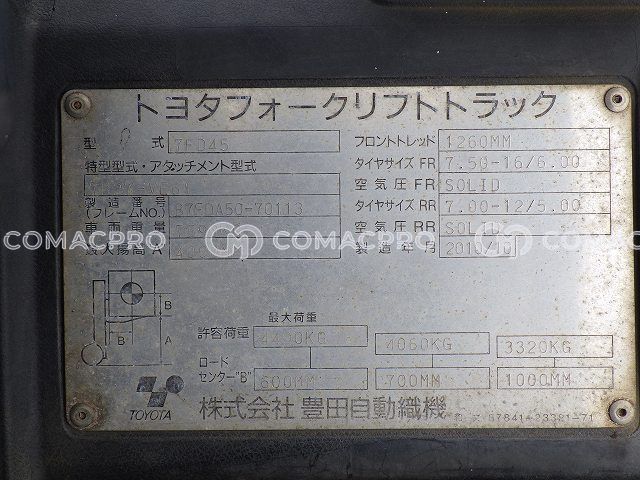 トヨタフォークリフトトラック
型 式 7FD45
特型型式・アタッチメント型式
製造番号
(フレームNO.) 37FDA50-70113
車両重量
最大揚高 A
フロントトレッド 1260MM
タイヤサイズ FR 7.50-16/6.00
空気圧 FR SOLID
タイヤサイズ RR 7.00-12/5.00
空気圧 RR SOLID
製造年月 2010/10
COMACPRO COMACPRO COMACPRO
B
B A
最大荷重
許容荷重 4400KG 4060KG 3320KG
ロード
センター"B" 600MM 700MM 1000MM
TOYOTA
株式会社 豊田自動織機
57841-23381-71